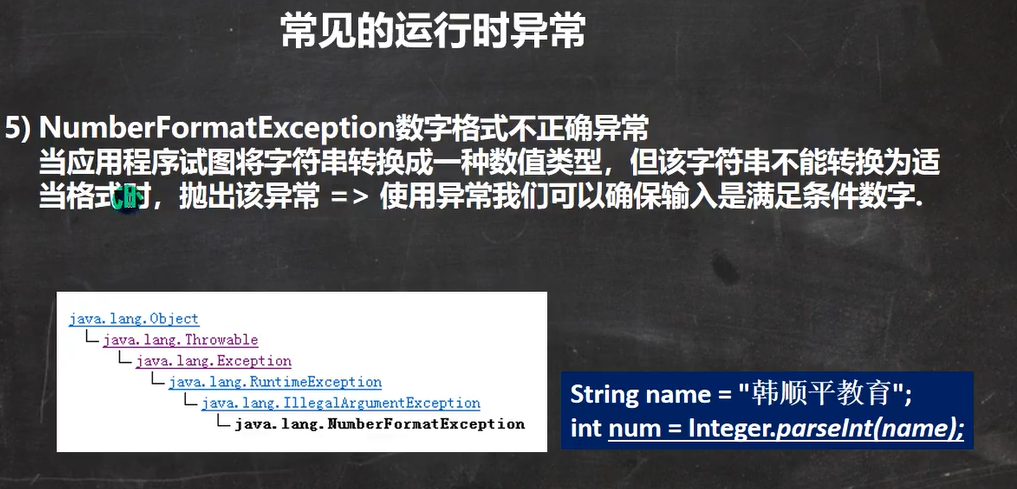 常见的运行时异常
5) NumberFormatException数字格式不正确异常
当应用程序试图将字符串转换成一种数值类型，但该字符串不能转换为适
当格式时，抛出该异常 => 使用异常我们可以确保输入是满足条件数字.
java.lang.Object
java.lang.Throwable
java.lang.Exception
java.lang.RuntimeException
java.lang.IllegalArgumentException
java.lang.NumberFormatException
String name = "韩顺平教育";
int num = Integer.parseInt(name);